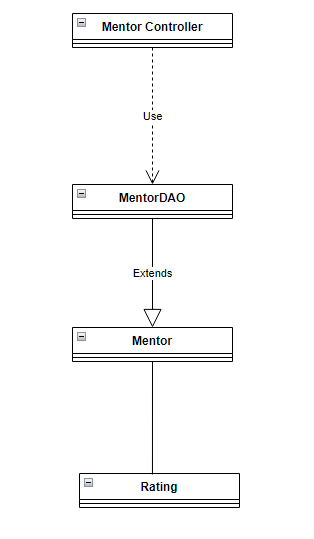 Mentor Controller
Use
MentorDAO
Extends
Mentor
Rating